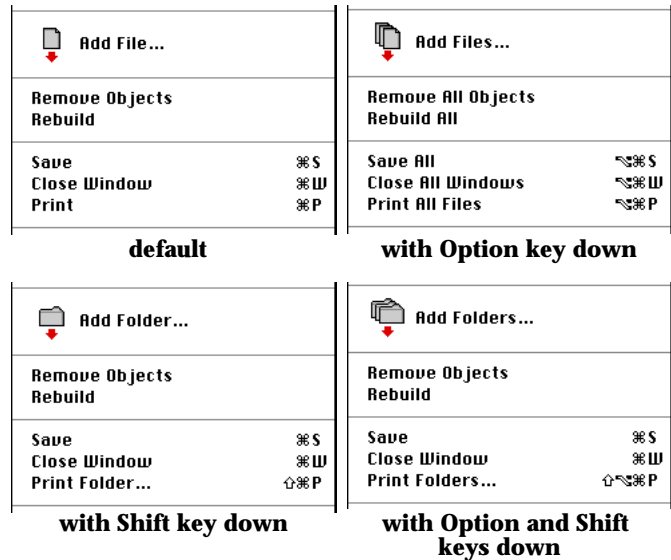 Add File...
Remove Objects
Rebuild
Save ⌘S
Close Window ⌘W
Print ⌘P
default
Add Files...
Remove All Objects
Rebuild All
Save All ⌥⌘S
Close All Windows ⌥⌘W
Print All Files ⌥⌘P
with Option key down
Add Folder...
Remove Objects
Rebuild
Save ⌘S
Close Window ⌘W
Print Folder... ⇧⌘P
with Shift key down
Add Folders...
Remove Objects
Rebuild
Save ⌘S
Close Window ⌘W
Print Folders... ⇧⌥⌘P
with Option and Shift
keys down